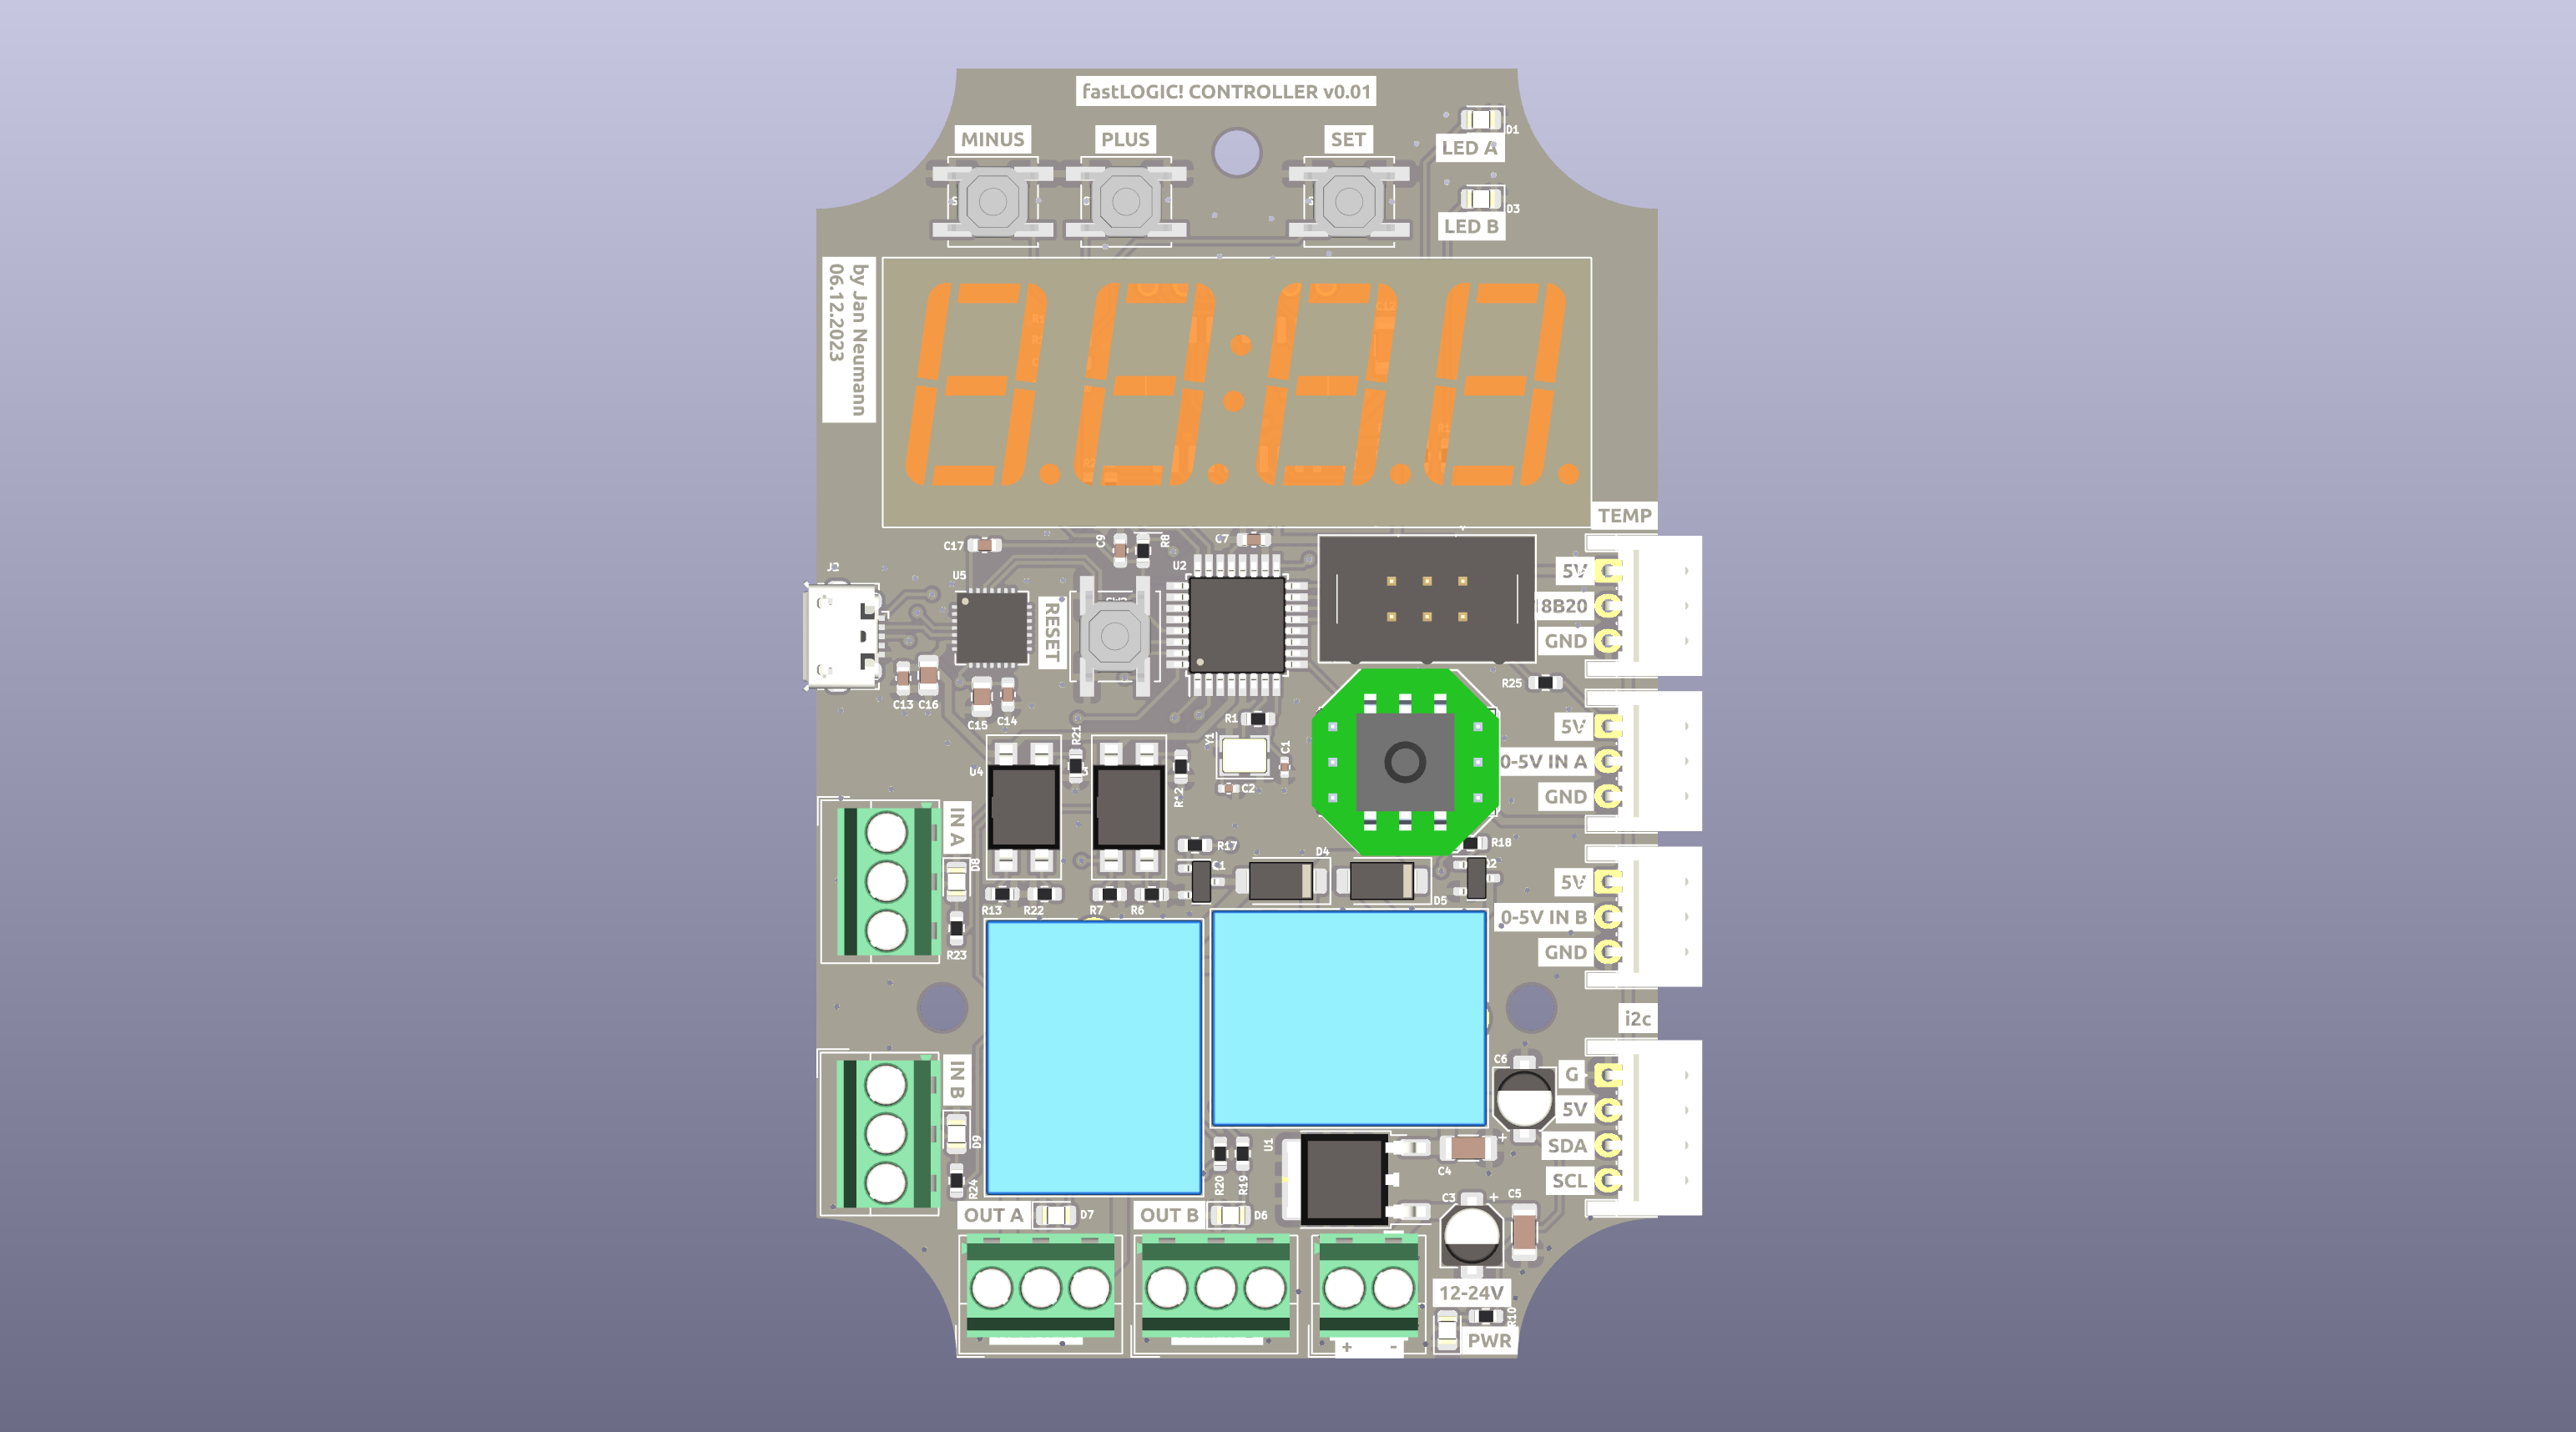 fastLOGIC! CONTROLLER v0.01
D1
MINUS
PLUS
SET
LED A
D3
LED B
by Jan Neumann
06.12.2023
TEMP
C17
C9
R8
C7
J2
U5
U2
5V
18B20
GND
RESET
R25
C13
C16
C15
C14
R1
Y1
C1
C2
R21
U4
R12
5V
0-5V IN A
GND
IN A
D8
R17
R18
D4
D5
R13
R22
R7
R6
R23
5V
0-5V IN B
GND
i2c
IN B
D9
R24
C6
G
5V
SDA
SCL
U1
C4
+
R20
R19
C3
+
C5
OUT A
D7
OUT B
D6
12-24V
R10
PWR
+ -